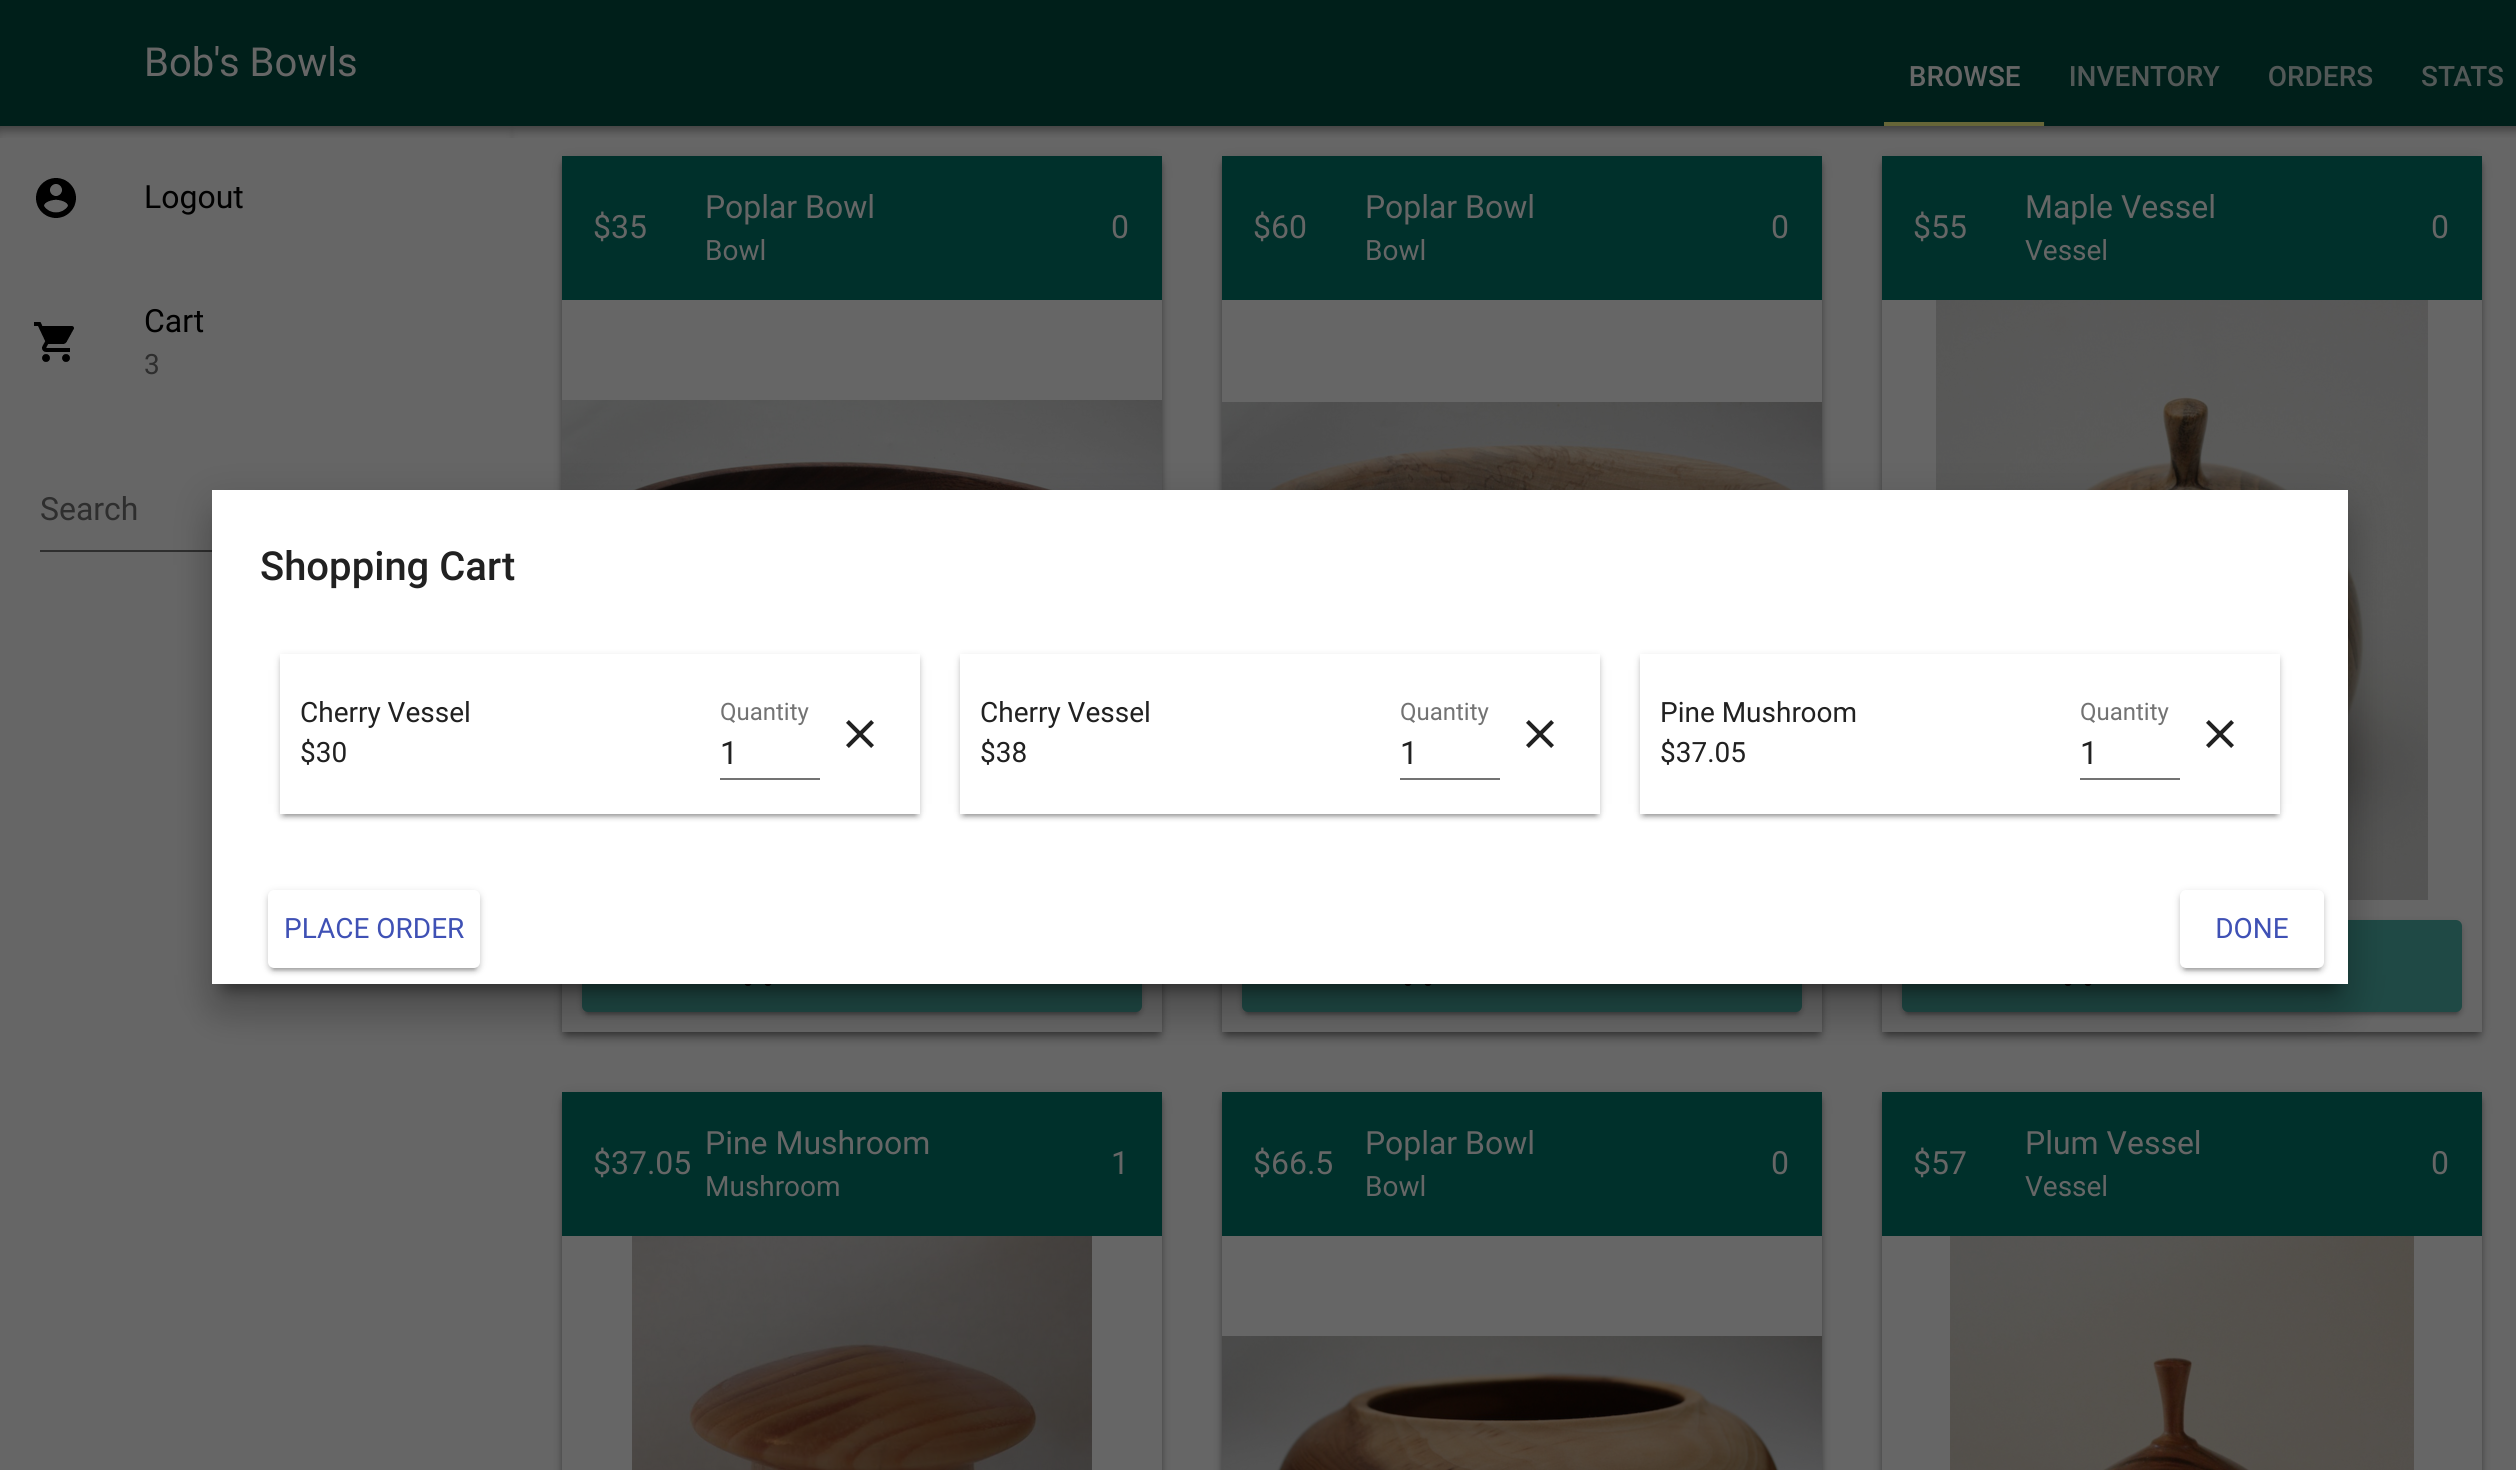 Bob's Bowls
BROWSE INVENTORY ORDERS STATS
Logout
Cart
3
Search
$35 Poplar Bowl 0
Bowl
$60 Poplar Bowl 0
Bowl
$55 Maple Vessel 0
Vessel
Shopping Cart
Cherry Vessel
$30
Quantity
1
Cherry Vessel
$38
Quantity
1
Pine Mushroom
$37.05
Quantity
1
PLACE ORDER
DONE
$37.05 Pine Mushroom 1
Mushroom
$66.5 Poplar Bowl 0
Bowl
$57 Plum Vessel 0
Vessel